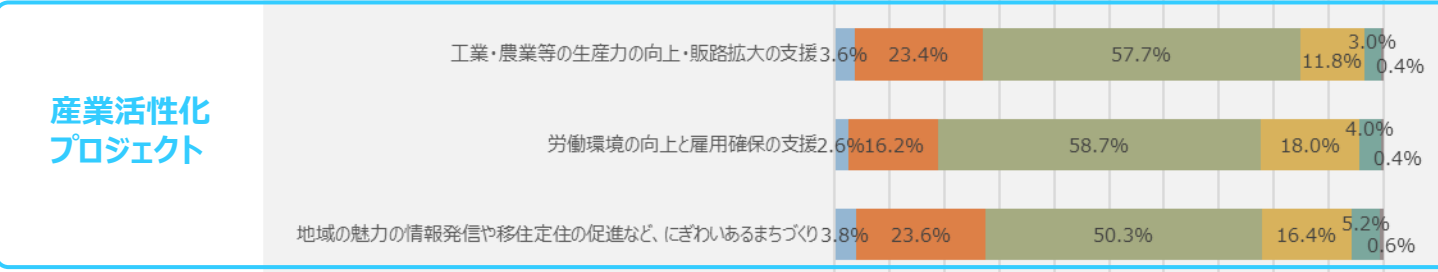 産業活性化
プロジェクト
工業・農業等の生産力の向上・販路拡大の支援 3.6% 23.4% 57.7% 11.8% 3.0% 0.4%
労働環境の向上と雇用確保の支援 2.6% 16.2% 58.7% 18.0% 4.0% 0.4%
地域の魅力の情報発信や移住定住の促進など、にぎわいあるまちづくり 3.8% 23.6% 50.3% 16.4% 5.2% 0.6%